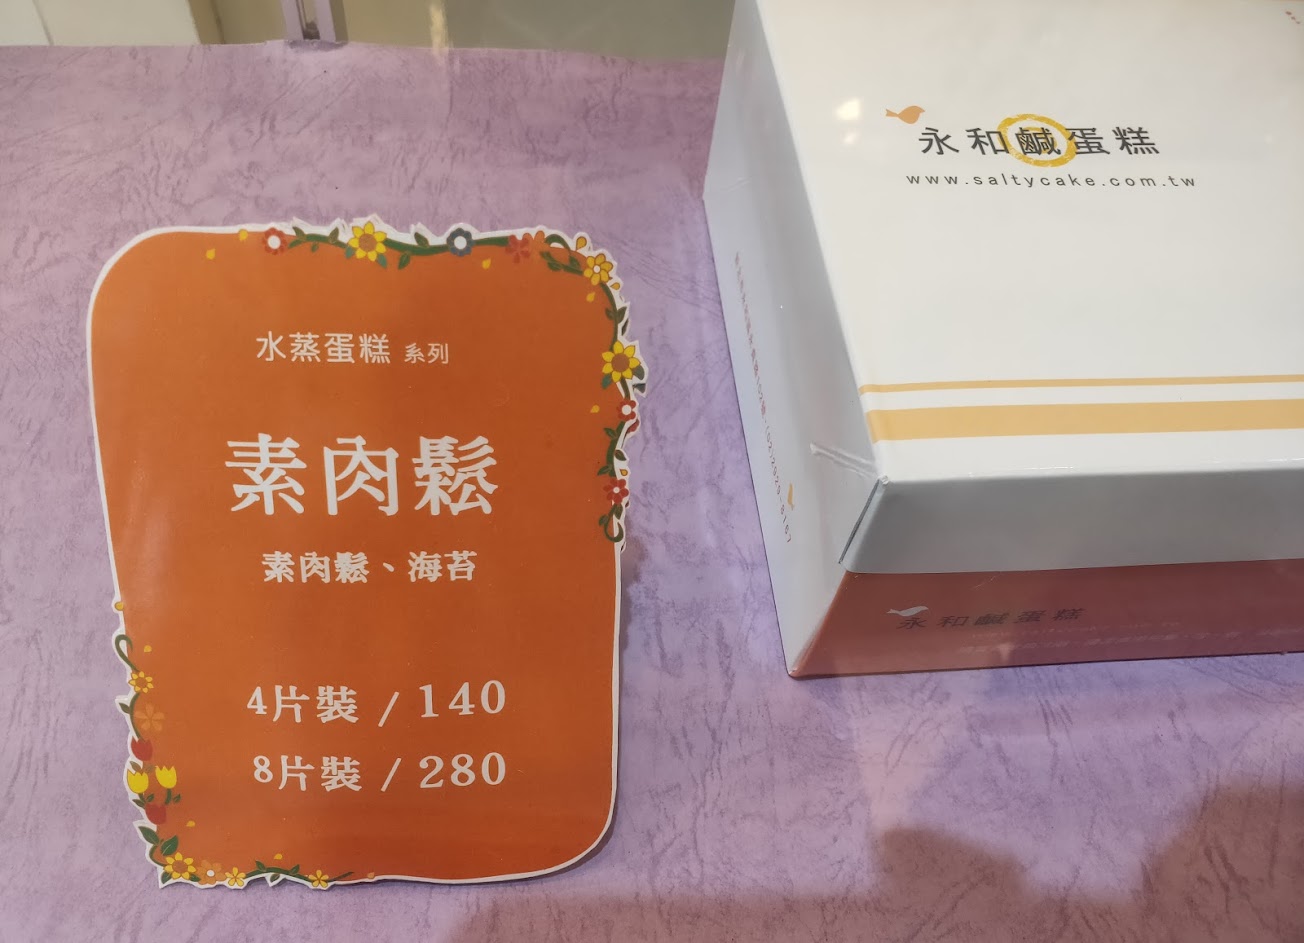 水蒸蛋糕 系列
素肉鬆
素肉鬆、海苔
4片裝 / 140
8片裝 / 280
永和鹹蛋糕
www.saltycake.com.tw
永和鹹蛋糕